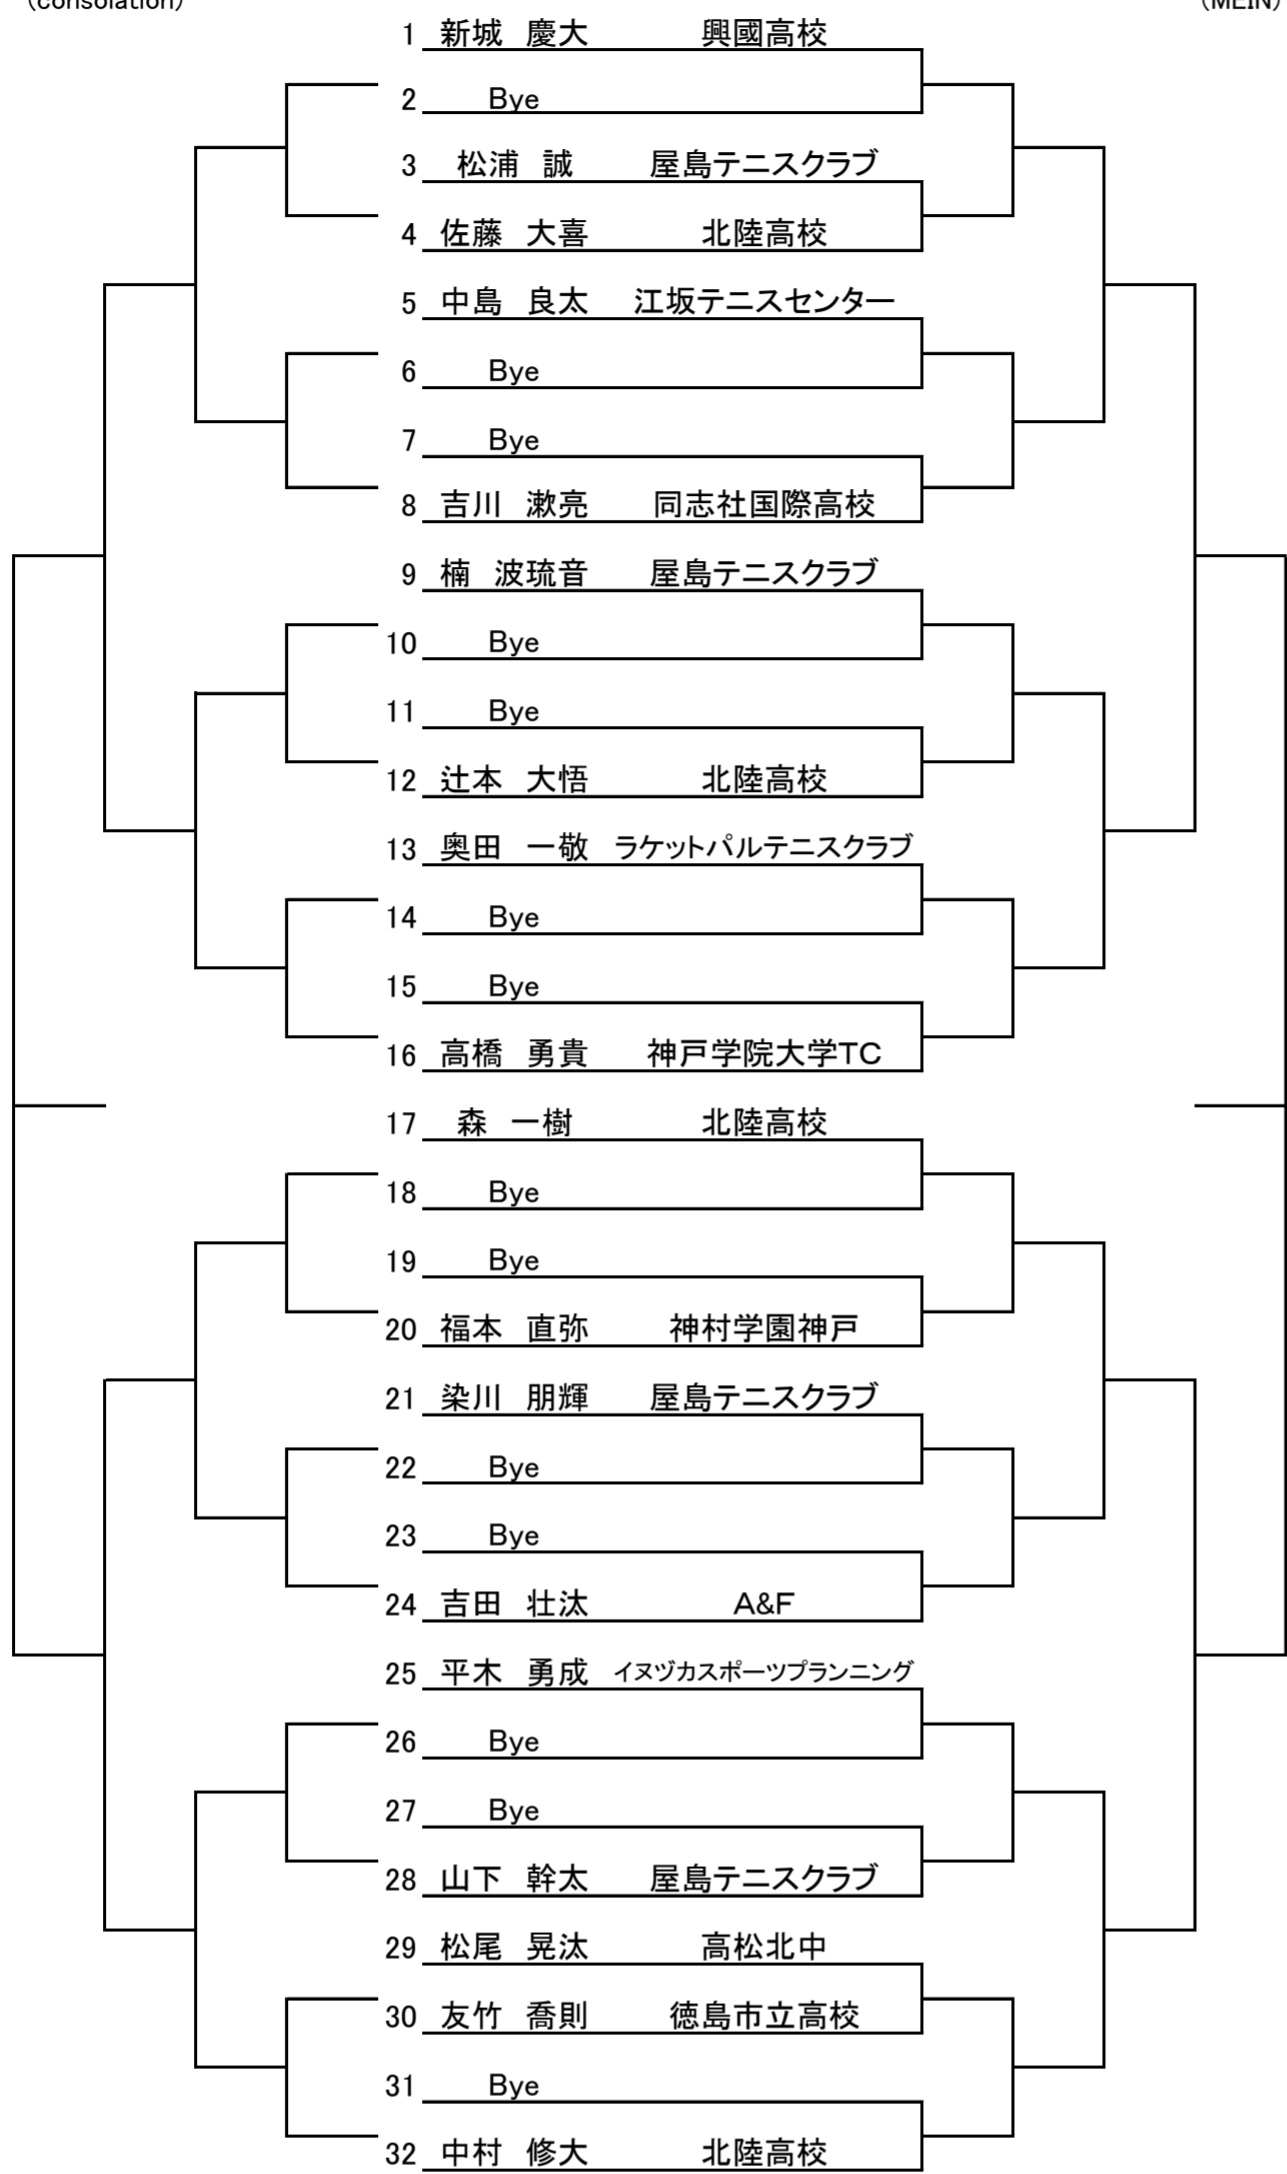 (consolation)
(MEIN)
1 新城 慶大 興國高校
2 Bye
3 松浦 誠 屋島テニスクラブ
4 佐藤 大喜 北陸高校
5 中島 良太 江坂テニスセンター
6 Bye
7 Bye
8 吉川 漱亮 同志社国際高校
9 楠 波琉音 屋島テニスクラブ
10 Bye
11 Bye
12 辻本 大悟 北陸高校
13 奥田 一敬 ラケットパルテニスクラブ
14 Bye
15 Bye
16 高橋 勇貴 神戸学院大学TC
17 森 一樹 北陸高校
18 Bye
19 Bye
20 福本 直弥 神村学園神戸
21 染川 朋輝 屋島テニスクラブ
22 Bye
23 Bye
24 吉田 壮汰 A&F
25 平木 勇成 イヌヅカスポーツプランニング
26 Bye
27 Bye
28 山下 幹太 屋島テニスクラブ
29 松尾 晃汰 高松北中
30 友竹 喬則 徳島市立高校
31 Bye
32 中村 修大 北陸高校